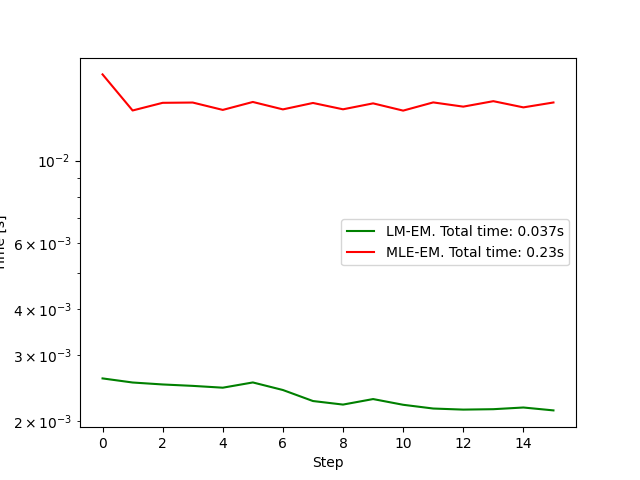 10⁻²
6 × 10⁻³
4 × 10⁻³
3 × 10⁻³
2 × 10⁻³
LM-EM. Total time: 0.037s
MLE-EM. Total time: 0.23s
0 2 4 6 8 10 12 14
Step